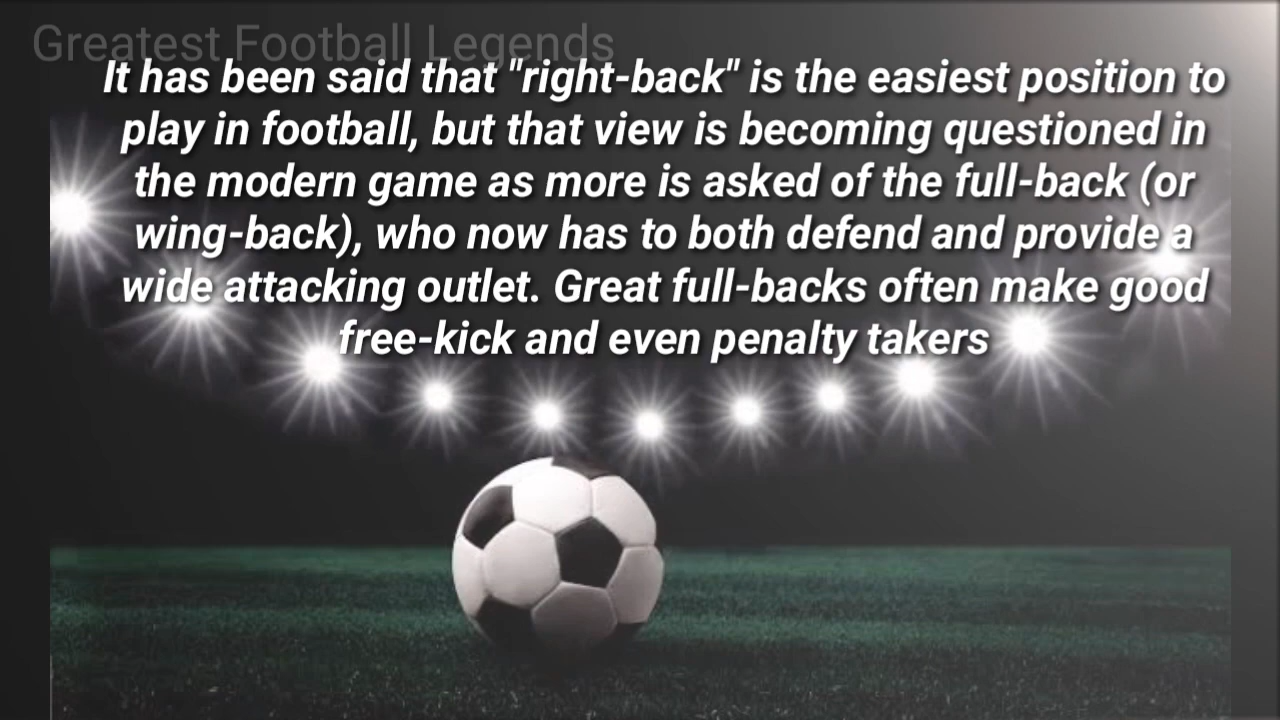 Greatest Football Legends
It has been said that "right-back" is the easiest position to
play in football, but that view is becoming questioned in
the modern game as more is asked of the full-back (or
wing-back), who now has to both defend and provide a
wide attacking outlet. Great full-backs often make good
free-kick and even penalty takers